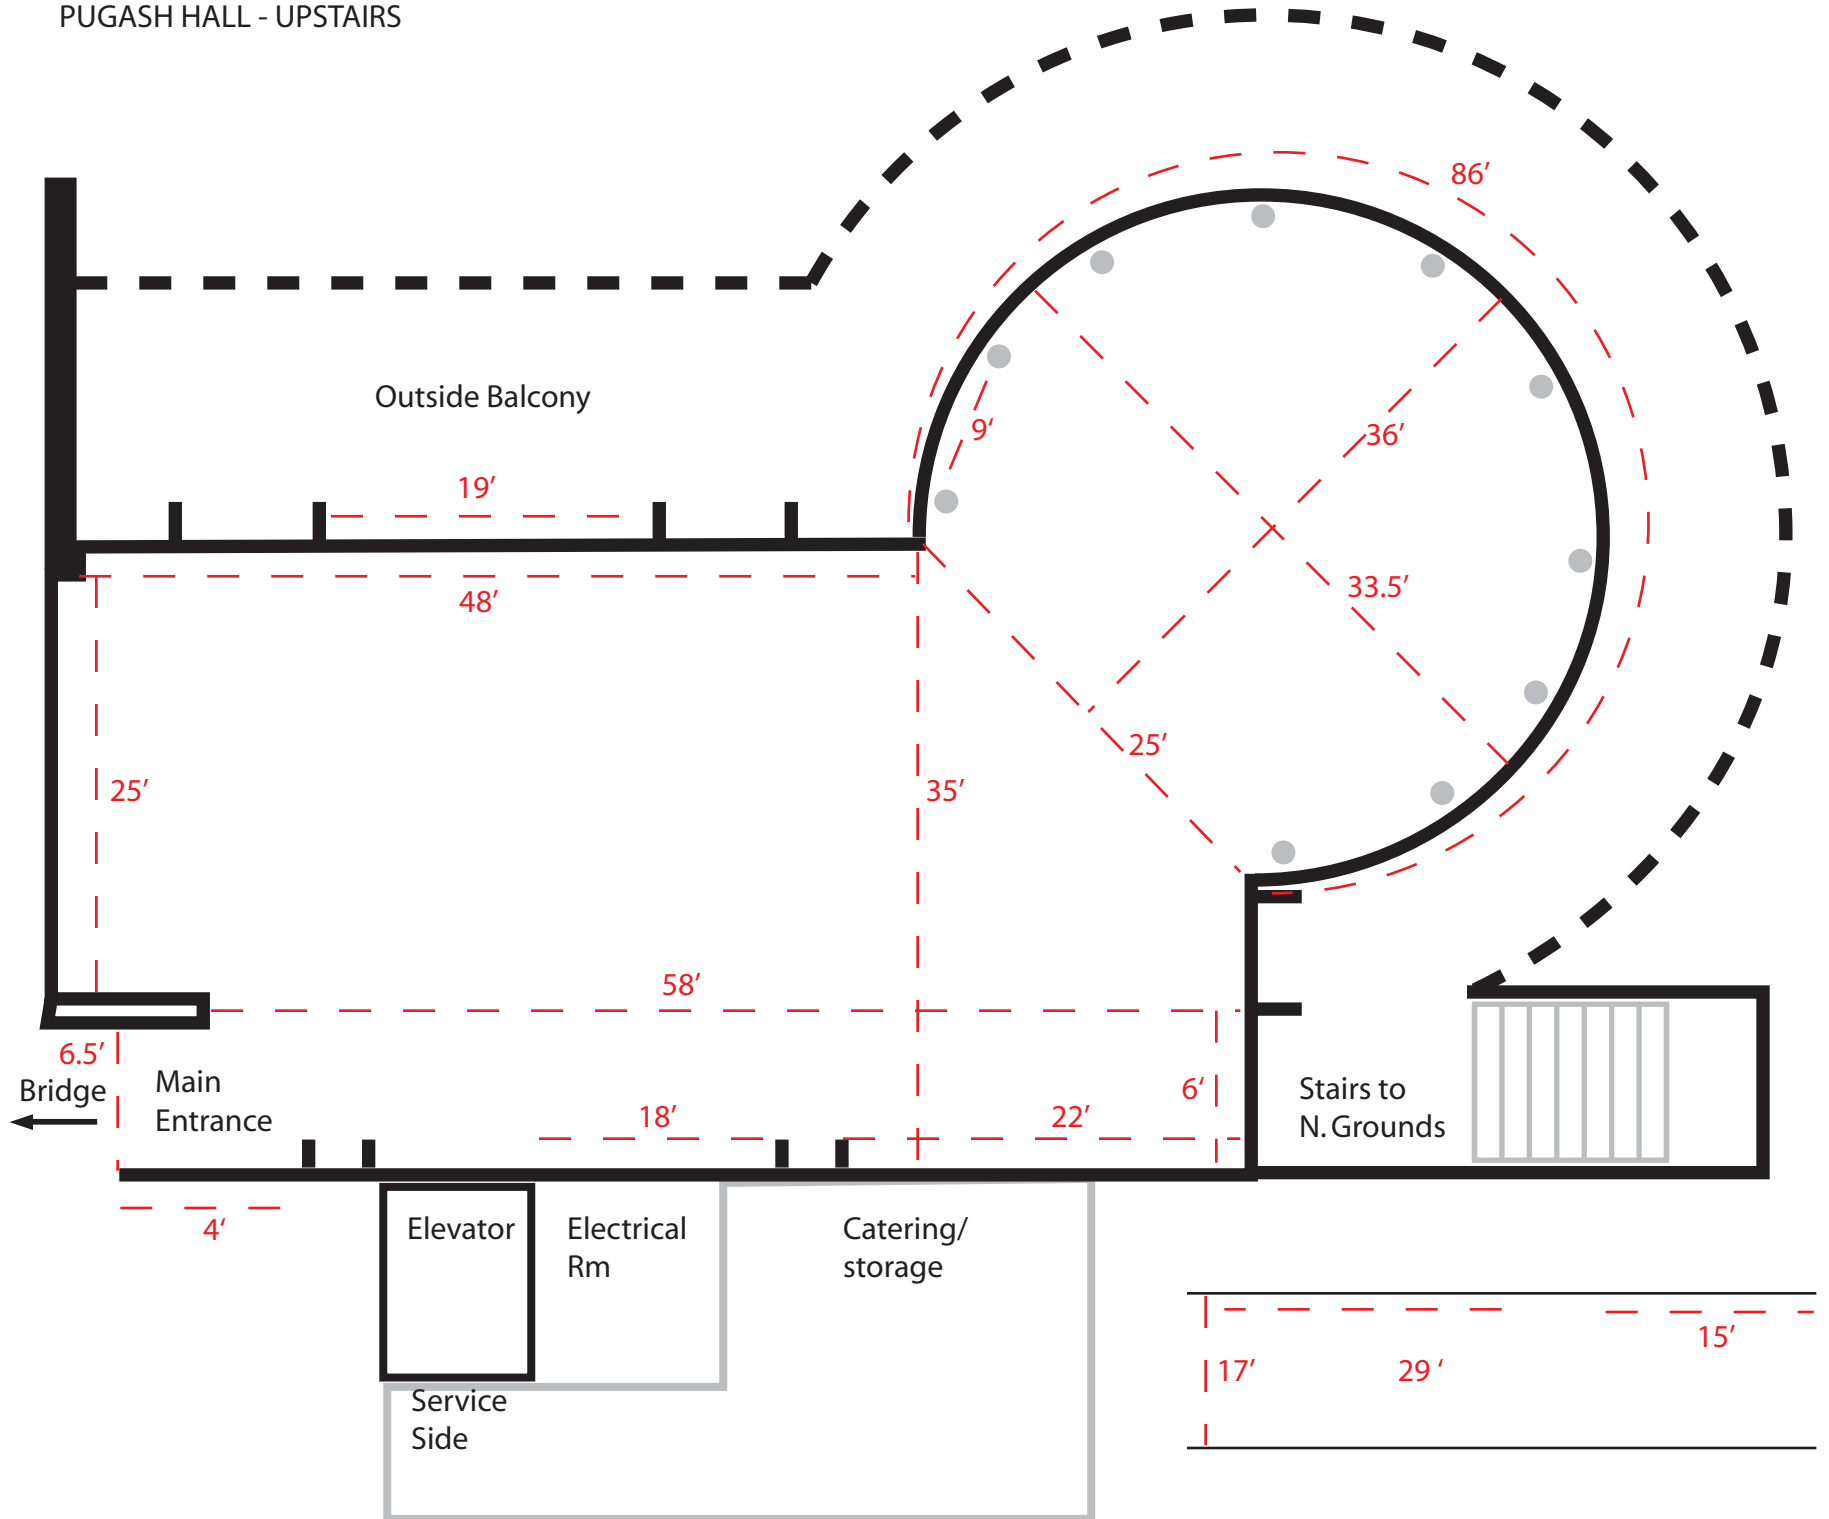 PUGASH HALL - UPSTAIRS
86’
Outside Balcony
9‘
36’
19’
48’
33.5’
25’
25’
35’
58’
6.5’
Bridge
Main
Entrance
18’
22’
6‘
Stairs to
N. Grounds
4‘
Elevator
Electrical
Rm
Catering/
storage
Service
Side
15’
17’
29 ‘